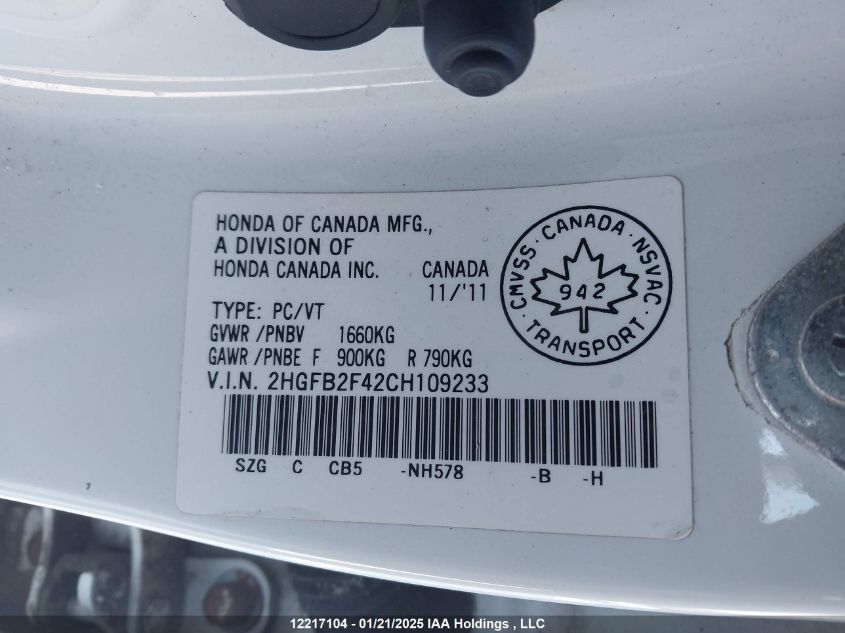 HONDA OF CANADA MFG.,
A DIVISION OF
HONDA CANADA INC. CANADA
11/'11
TYPE: PC/VT
GVWR /PNBV 1660KG
GAWR /PNBE F 900KG R 790KG
V.I.N. 2HGFB2F42CH109233
SZG C CB5 -NH578 -B -H
CMVSS · CANADA · NSVAC · TRANSPORT ·
942
12217104 - 01/21/2025 IAA Holdings , LLC